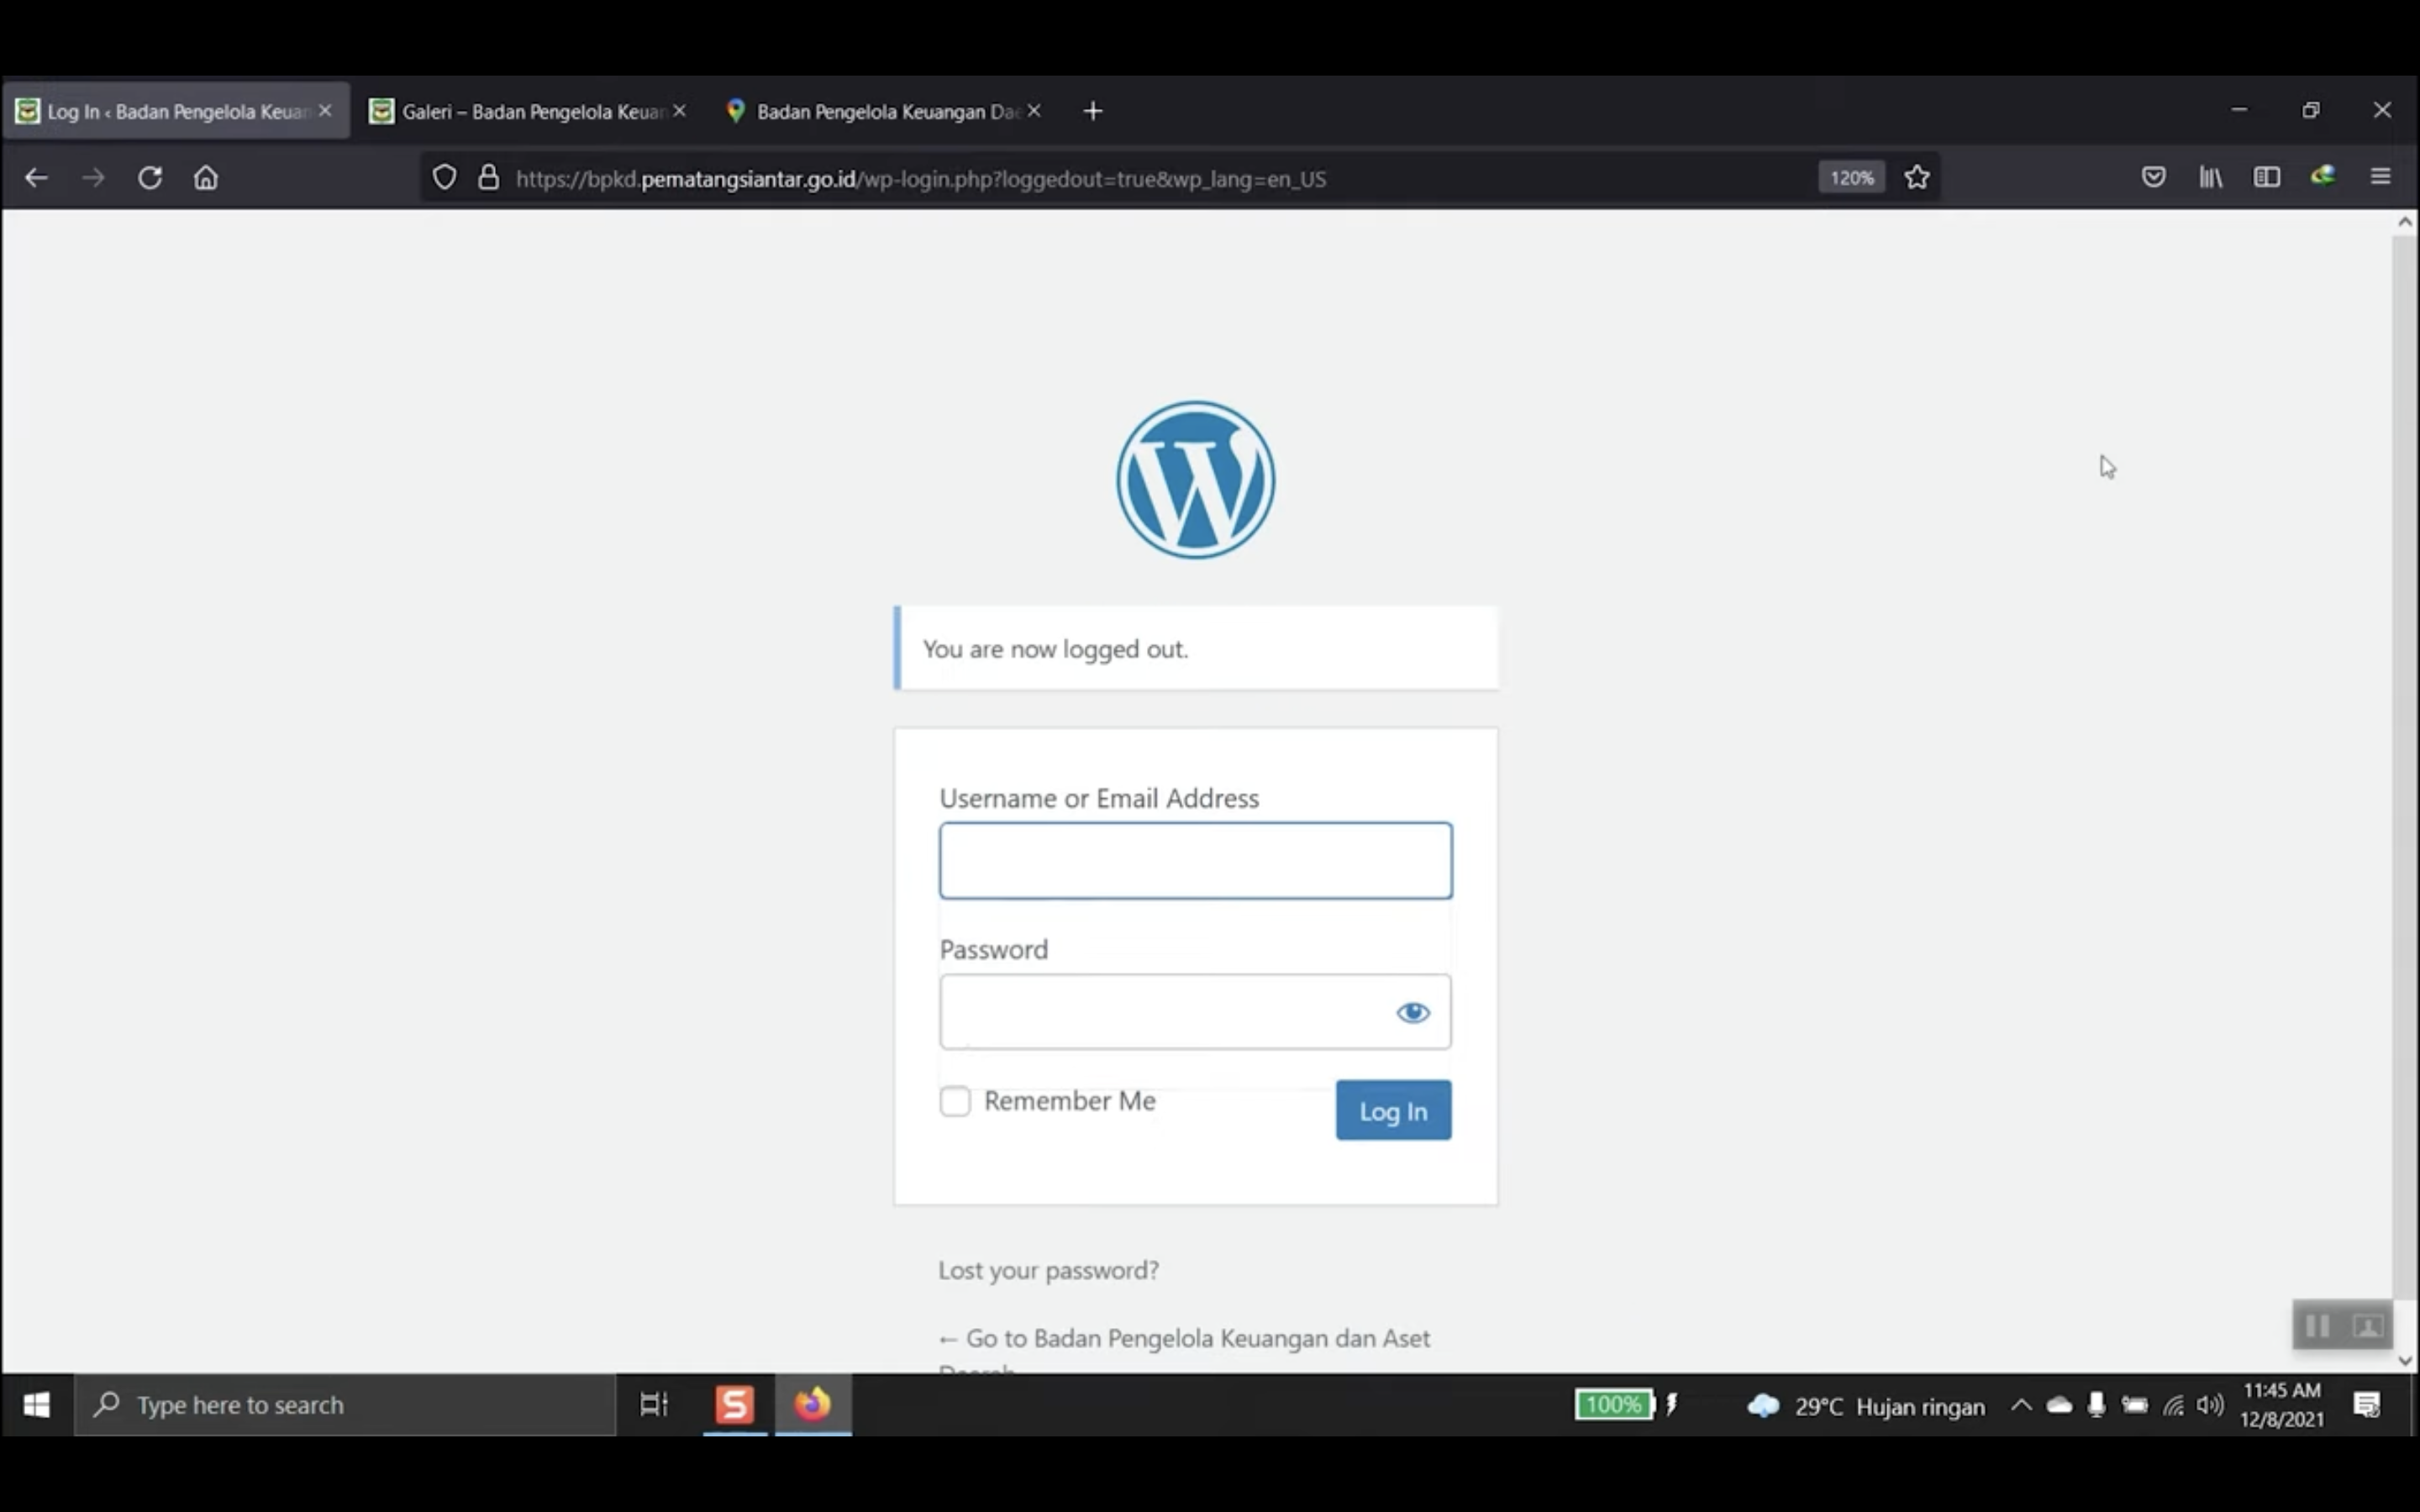 Log In ‹ Badan Pengelola Keuan
Galeri – Badan Pengelola Keuan
Badan Pengelola Keuangan Dae
https://bpkd.pematangsiantar.go.id/wp-login.php?loggedout=true&wp_lang=en_US
120%
You are now logged out.
Username or Email Address
Password
Remember Me
Log In
Lost your password?
← Go to Badan Pengelola Keuangan dan Aset
Daerah
Type here to search
100%
29°C Hujan ringan
11:45 AM
12/8/2021